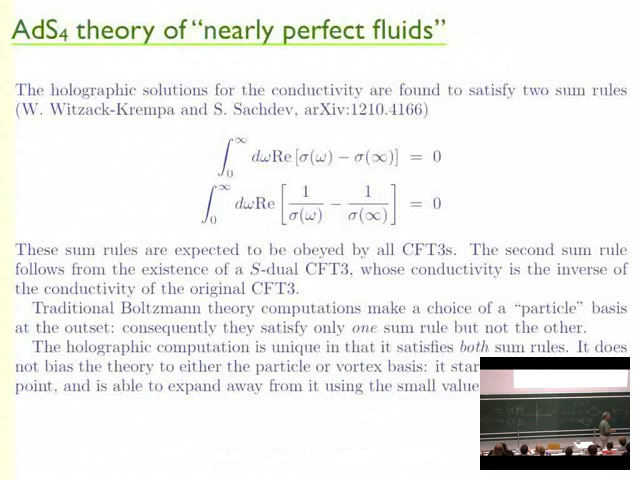 AdS₄ theory of “nearly perfect fluids”
The holographic solutions for the conductivity are found to satisfy two sum rules
(W. Witzack-Krempa and S. Sachdev, arXiv:1210.4166)
∫₀^∞ dωRe [σ(ω) − σ(∞)] = 0
∫₀^∞ dωRe [1/σ(ω) − 1/σ(∞)] = 0
These sum rules are expected to be obeyed by all CFT3s. The second sum rule
follows from the existence of a S-dual CFT3, whose conductivity is the inverse of
the conductivity of the original CFT3.
Traditional Boltzmann theory computations make a choice of a “particle” basis
at the outset: consequently they satisfy only one sum rule but not the other.
The holographic computation is unique in that it satisfies both sum rules. It does
not bias the theory to either the particle or vortex basis: it
point, and is able to expand away from it using the small value